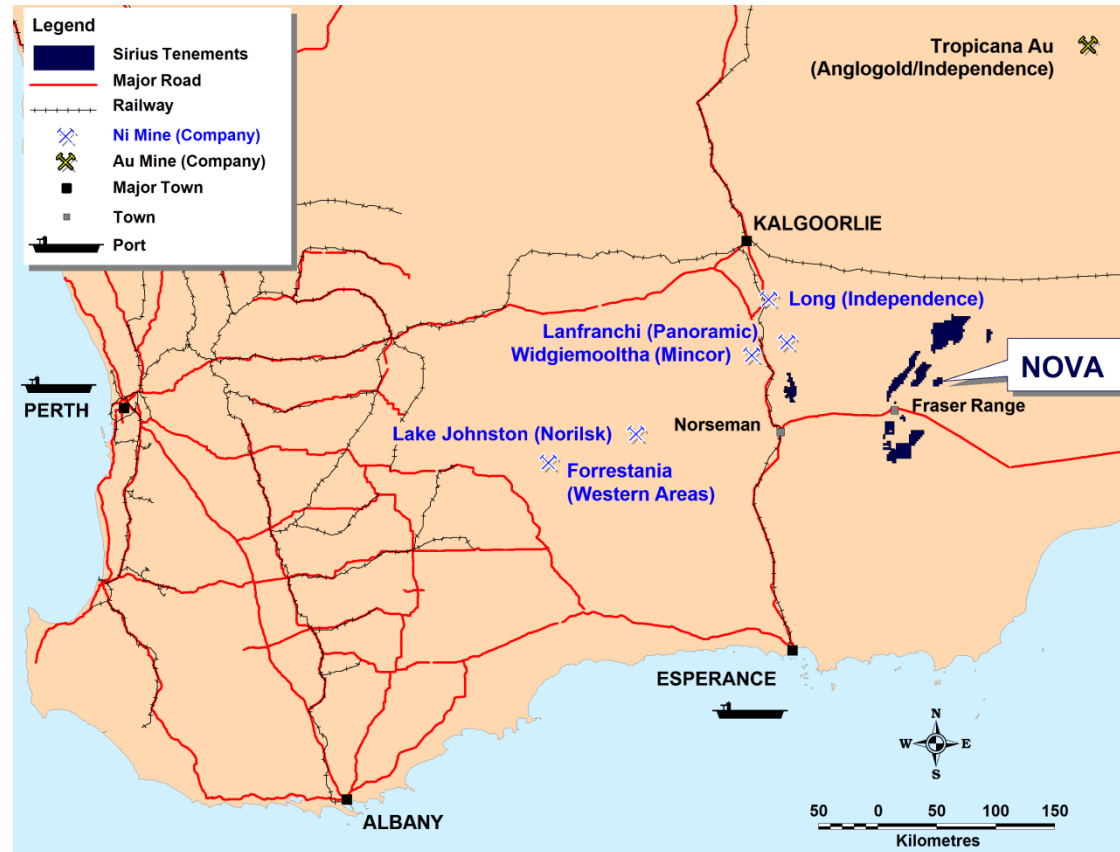 Legend
Sirius Tenements
Major Road
Railway
Ni Mine (Company)
Au Mine (Company)
Major Town
Town
Port
Tropicana Au
(Anglogold/Independence)
KALGOORLIE
Long (Independence)
Lanfranchi (Panoramic)
Widgiemooltha (Mincor)
NOVA
PERTH
Fraser Range
Norseman
Lake Johnston (Norilsk)
Forrestania
(Western Areas)
ESPERANCE
N
W E
S
ALBANY
50 0 50 100 150
Kilometres